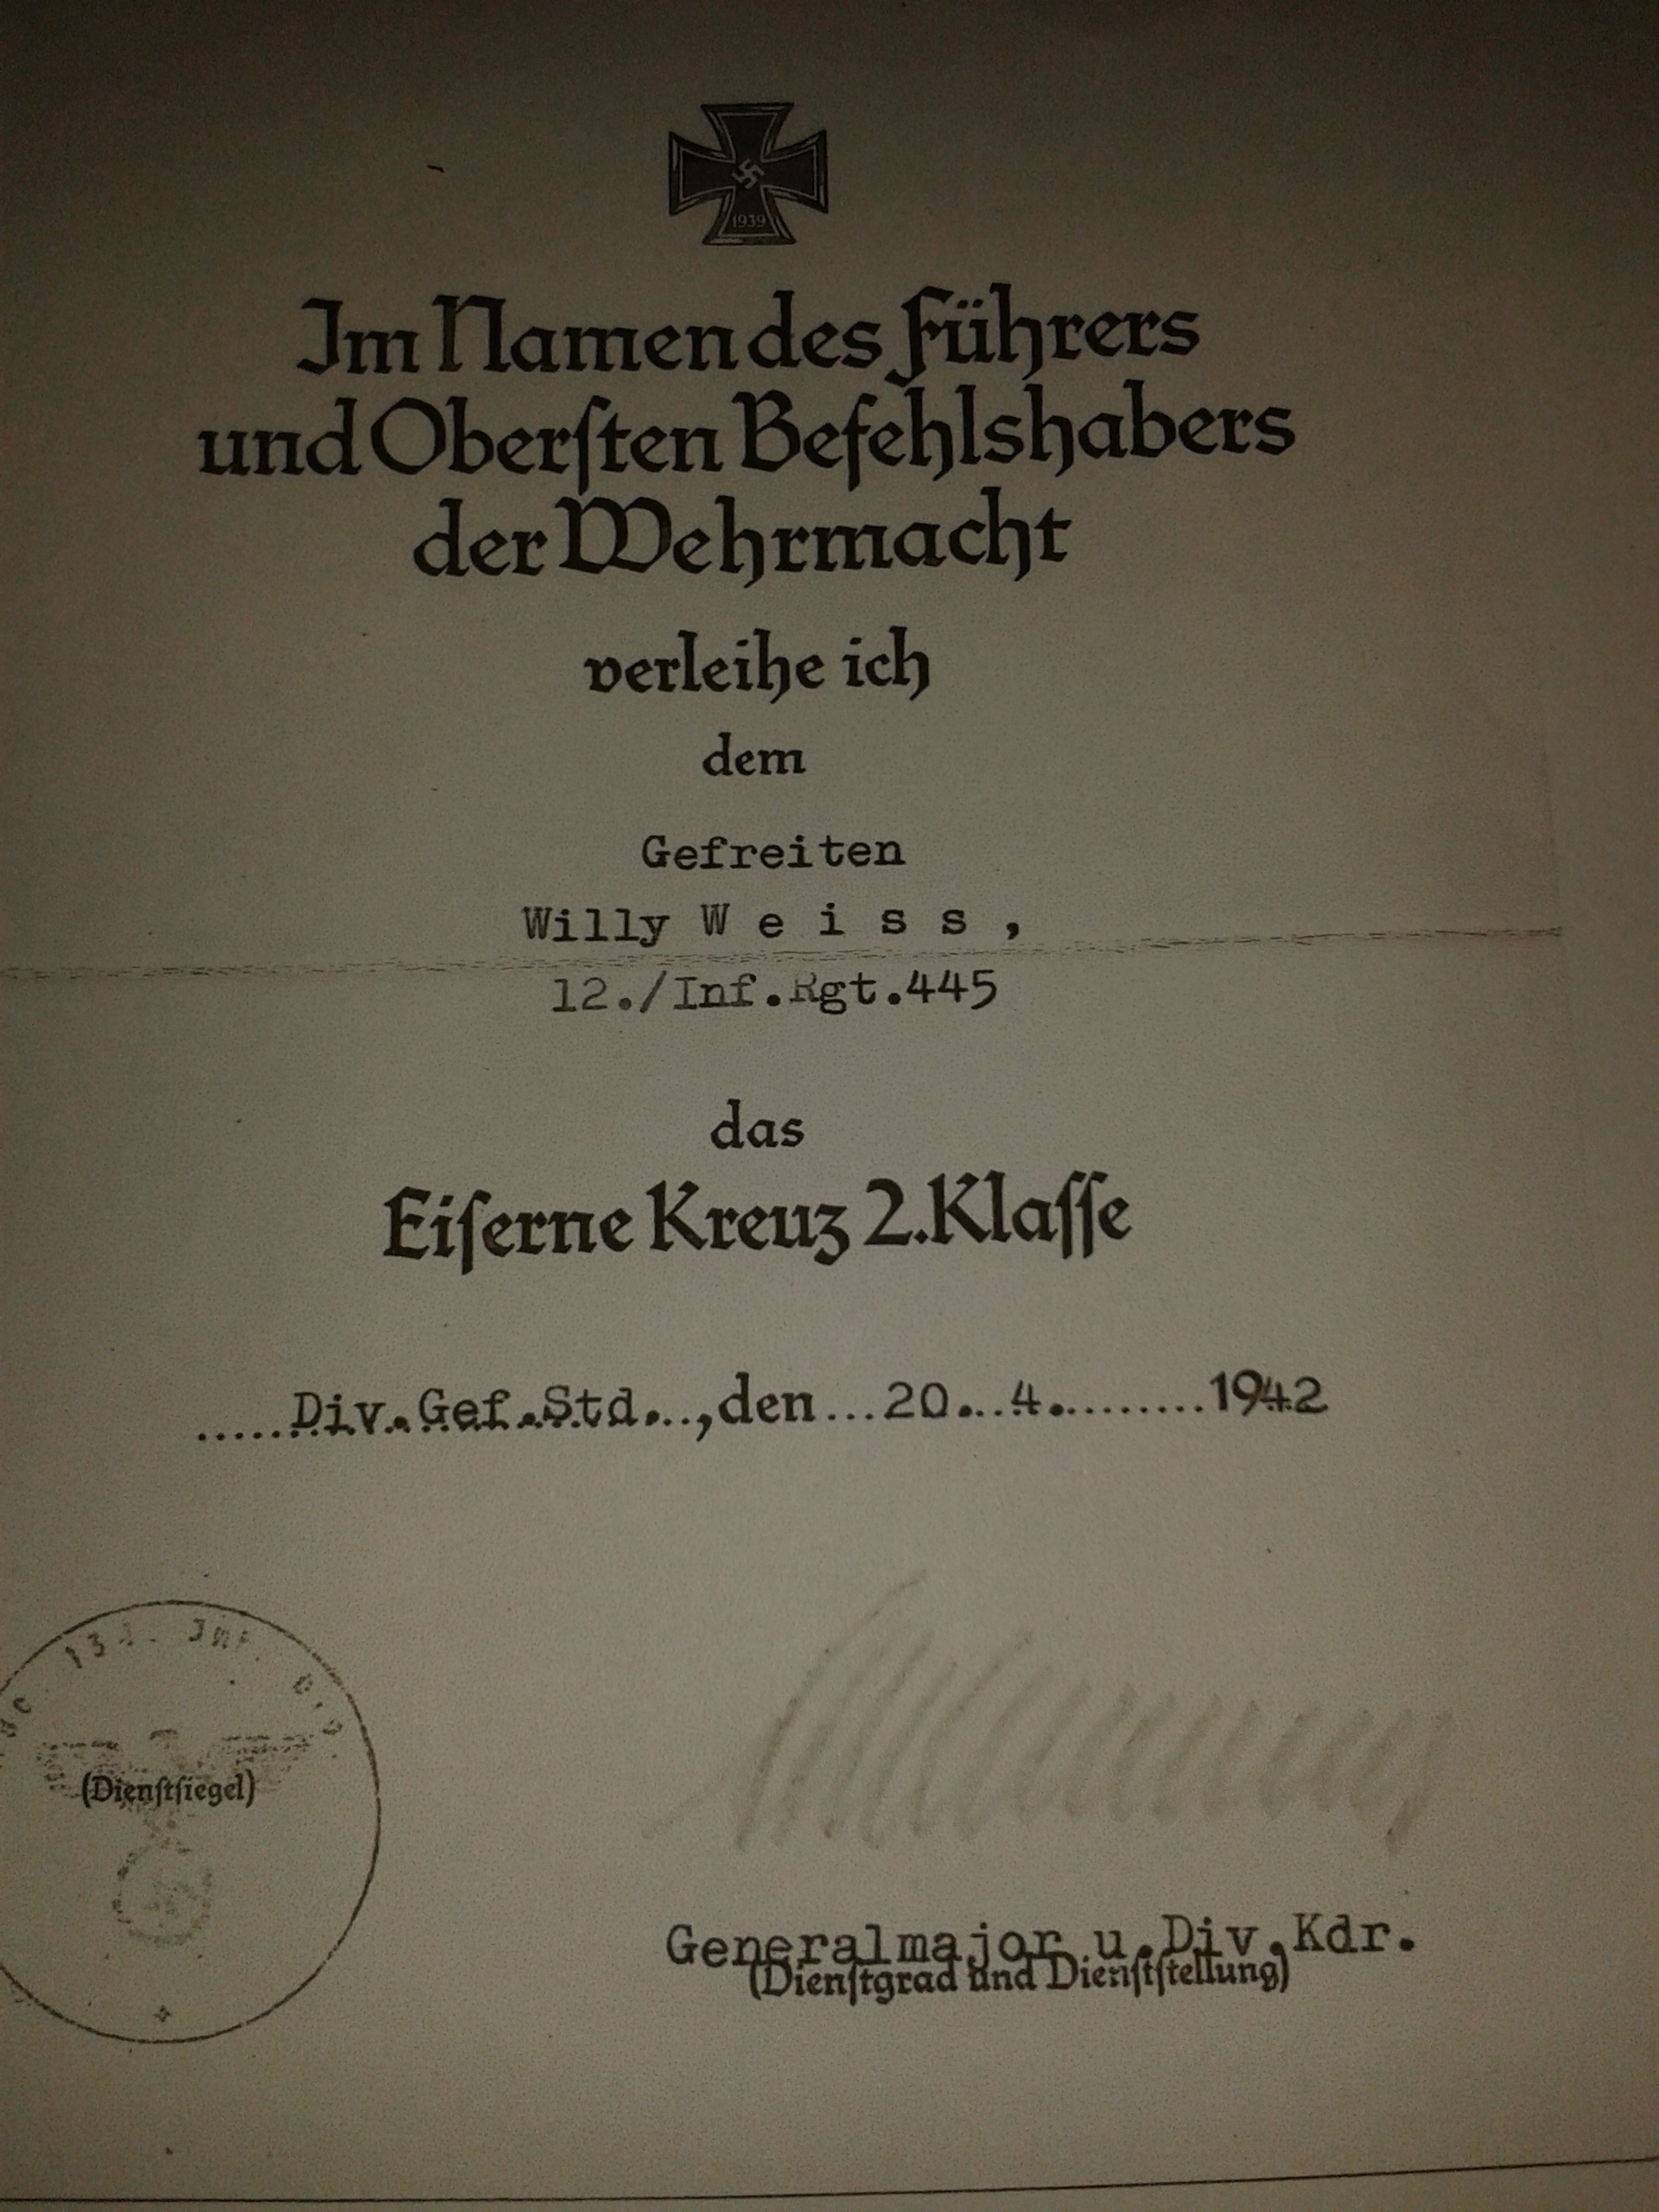 1939
Im Namen des Führers
und Oberſten Befehlshabers
der Wehrmacht
verleihe ich
dem
Gefreiten
Willy W e i s s ,
12./Inf.Rgt.445
das
Eiſerne Kreuz 2.Klaſſe
.....Div.Gef.Std..,den...20...4..........1942
Inf. Div.
(Dienſtſiegel)
Generalmajor u.Div.Kdr.
(Dienſtgrad und Dienſtſtellung)